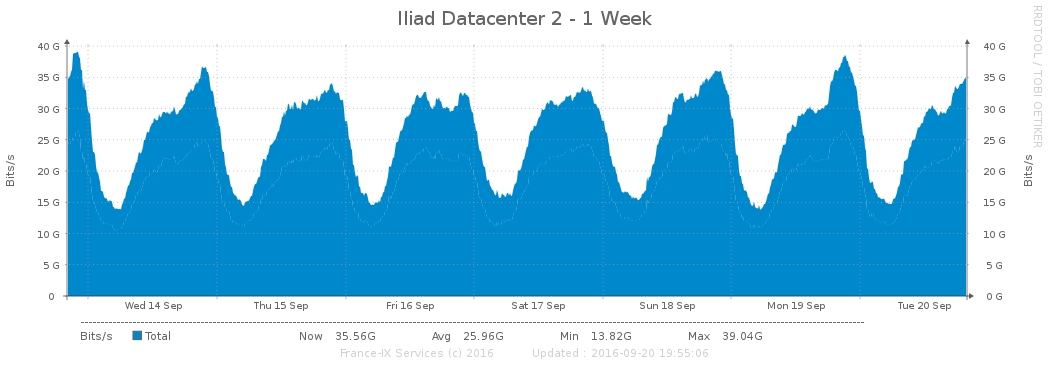 Iliad Datacenter 2 - 1 Week
RRDTOOL / TOBI OETIKER
Bits/s
40 G
35 G
30 G
25 G
20 G
15 G
10 G
5 G
0
40 G
35 G
30 G
25 G
20 G
15 G
10 G
5 G
0 G
Bits/s
Wed 14 Sep Thu 15 Sep Fri 16 Sep Sat 17 Sep Sun 18 Sep Mon 19 Sep Tue 20 Sep
Bits/s Total Now 35.56G Avg 25.96G Min 13.82G Max 39.04G
France-IX Services (c) 2016 Updated : 2016-09-20 19:55:06